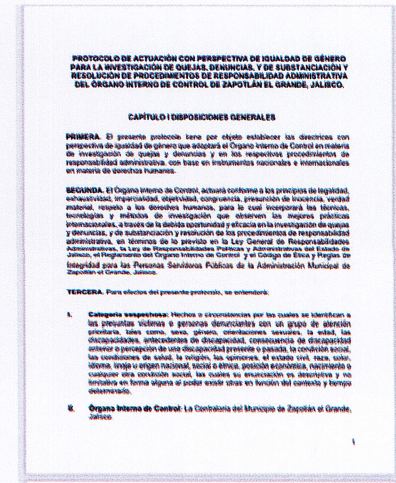 PROTOCOLO DE ACTUACIÓN CON PERSPECTIVA DE IGUALDAD DE GÉNERO
PARA LA INVESTIGACIÓN DE QUEJAS, DENUNCIAS, Y DE SUBSTANCIACIÓN Y
RESOLUCIÓN DE PROCEDIMIENTOS DE RESPONSABILIDAD ADMINISTRATIVA
DEL ÓRGANO INTERNO DE CONTROL DE ZAPOTLÁN EL GRANDE, JALISCO.
CAPÍTULO I DISPOSICIONES GENERALES
PRIMERA. El presente protocolo tiene por objeto establecer las directrices con
perspectiva de igualdad de género que adoptará el Órgano Interno de Control en materia
de investigación de quejas y denuncias y en los respectivos procedimientos de
responsabilidad administrativa, con base en instrumentos nacionales e internacionales
en materia de derechos humanos.
SEGUNDA. El Órgano Interno de Control, actuará conforme a los principios de legalidad,
exhaustividad, imparcialidad, objetividad, congruencia, presunción de inocencia, verdad
material, respeto a los derechos humanos, para lo cual incorporará las técnicas,
tecnologías y métodos de investigación que observen las mejores prácticas
internacionales, a través de la debida oportunidad y eficacia en la investigación de quejas
y denuncias, y de substanciación y resolución de los procedimientos de responsabilidad
administrativa, en términos de lo previsto en la Ley General de Responsabilidades
Administrativas, la Ley de Responsabilidades Políticas y Administrativas del Estado de
Jalisco, el Reglamento del Órgano Interno de Control y el Código de Ética y Reglas de
Integridad para las Personas Servidoras Públicas de la Administración Municipal de
Zapotlán el Grande, Jalisco.
TERCERA. Para efectos del presente protocolo, se entenderá:
I. Categoría sospechosa: Hechos o circunstancias por las cuales se identifican a
las presuntas víctimas o personas denunciantes con un grupo de atención
prioritaria, tales como, sexo, género, orientaciones sexuales, la edad, las
discapacidades, antecedentes de discapacidad, consecuencia de discapacidad
anterior o percepción de una discapacidad presente o pasada, la condición social,
las condiciones de salud, la religión, las opiniones, el estado civil, raza, color,
idioma, linaje u origen nacional, social o étnico, posición económica, nacimiento o
cualquier otra condición social, las cuales su enunciación es descriptiva y no
limitativa en forma alguna al poder existir otras en función del contexto y tiempo
determinado.
II. Órgano Interno de Control: La Contraloría del Municipio de Zapotlán el Grande,
Jalisco.
1